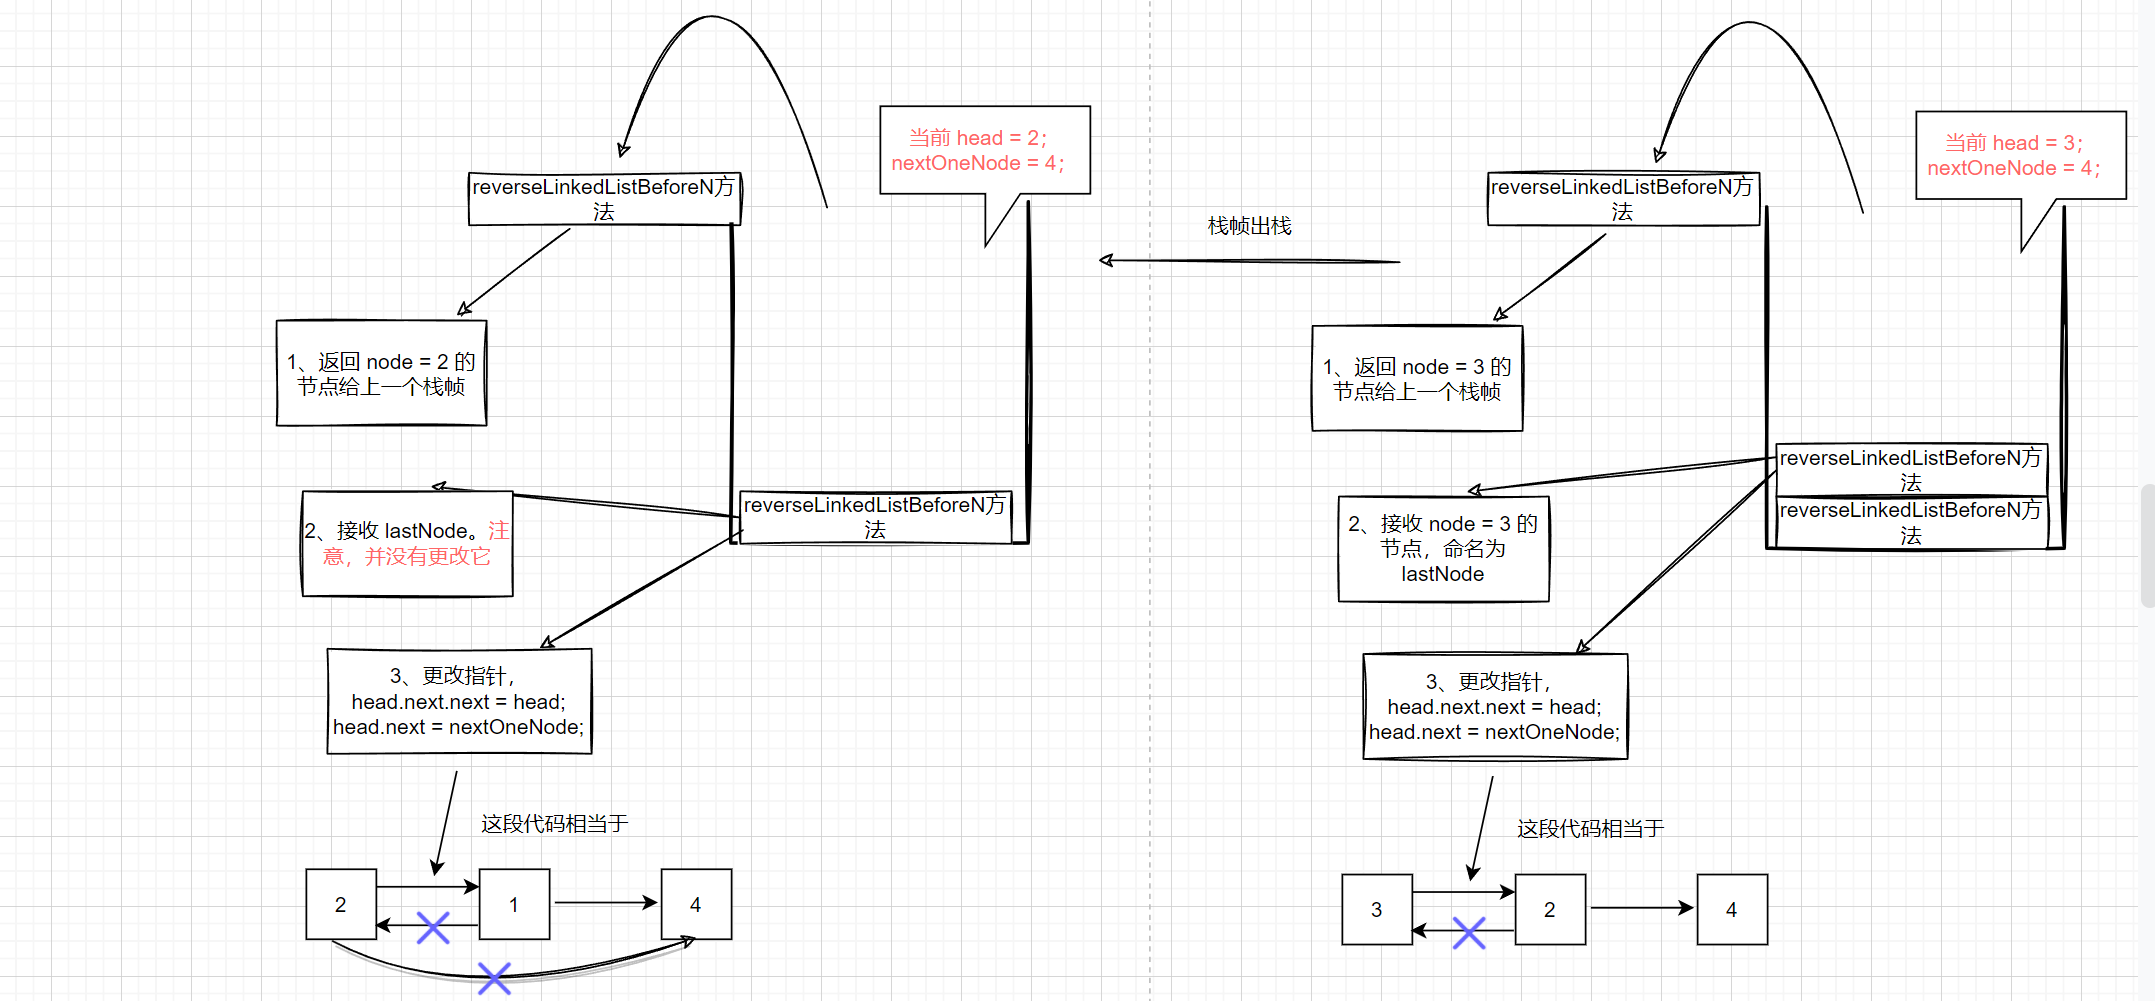 当前 head = 2；
nextOneNode = 4；
reverseLinkedListBeforeN方
法
1、返回 node = 2 的
节点给上一个栈帧
2、接收 lastNode。注
意，并没有更改它
reverseLinkedListBeforeN方
法
3、更改指针，
head.next.next = head;
head.next = nextOneNode;
这段代码相当于
2
1
4
栈帧出栈
当前 head = 3；
nextOneNode = 4；
reverseLinkedListBeforeN方
法
1、返回 node = 3 的
节点给上一个栈帧
reverseLinkedListBeforeN方
法
reverseLinkedListBeforeN方
法
2、接收 node = 3 的
节点，命名为
lastNode
3、更改指针，
head.next.next = head;
head.next = nextOneNode;
这段代码相当于
3
2
4